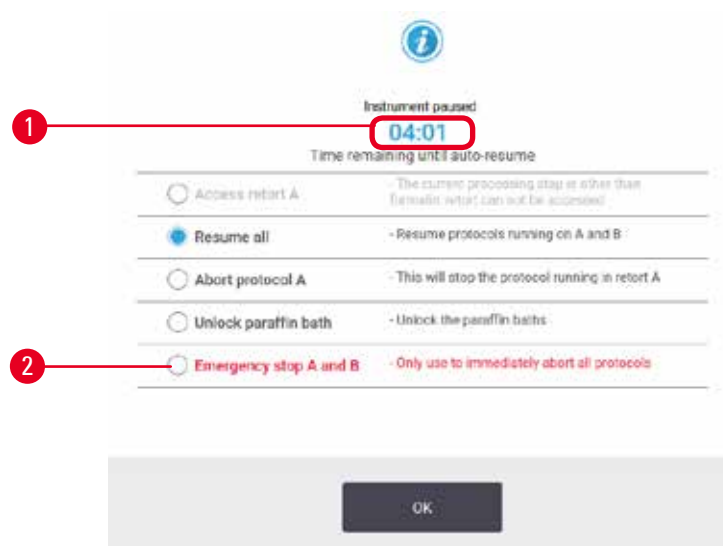 i
Instrument paused
1
04:01
Time remaining until auto-resume
Access retort A
- The current processing step is other than
formalin retort can not be accessed
Resume all
- Resume protocols running on A and B
Abort protocol A
- This will stop the protocol running in retort A
Unlock paraffin bath
- Unlock the paraffin baths
2
Emergency stop A and B
- Only use to immediately abort all protocols
OK